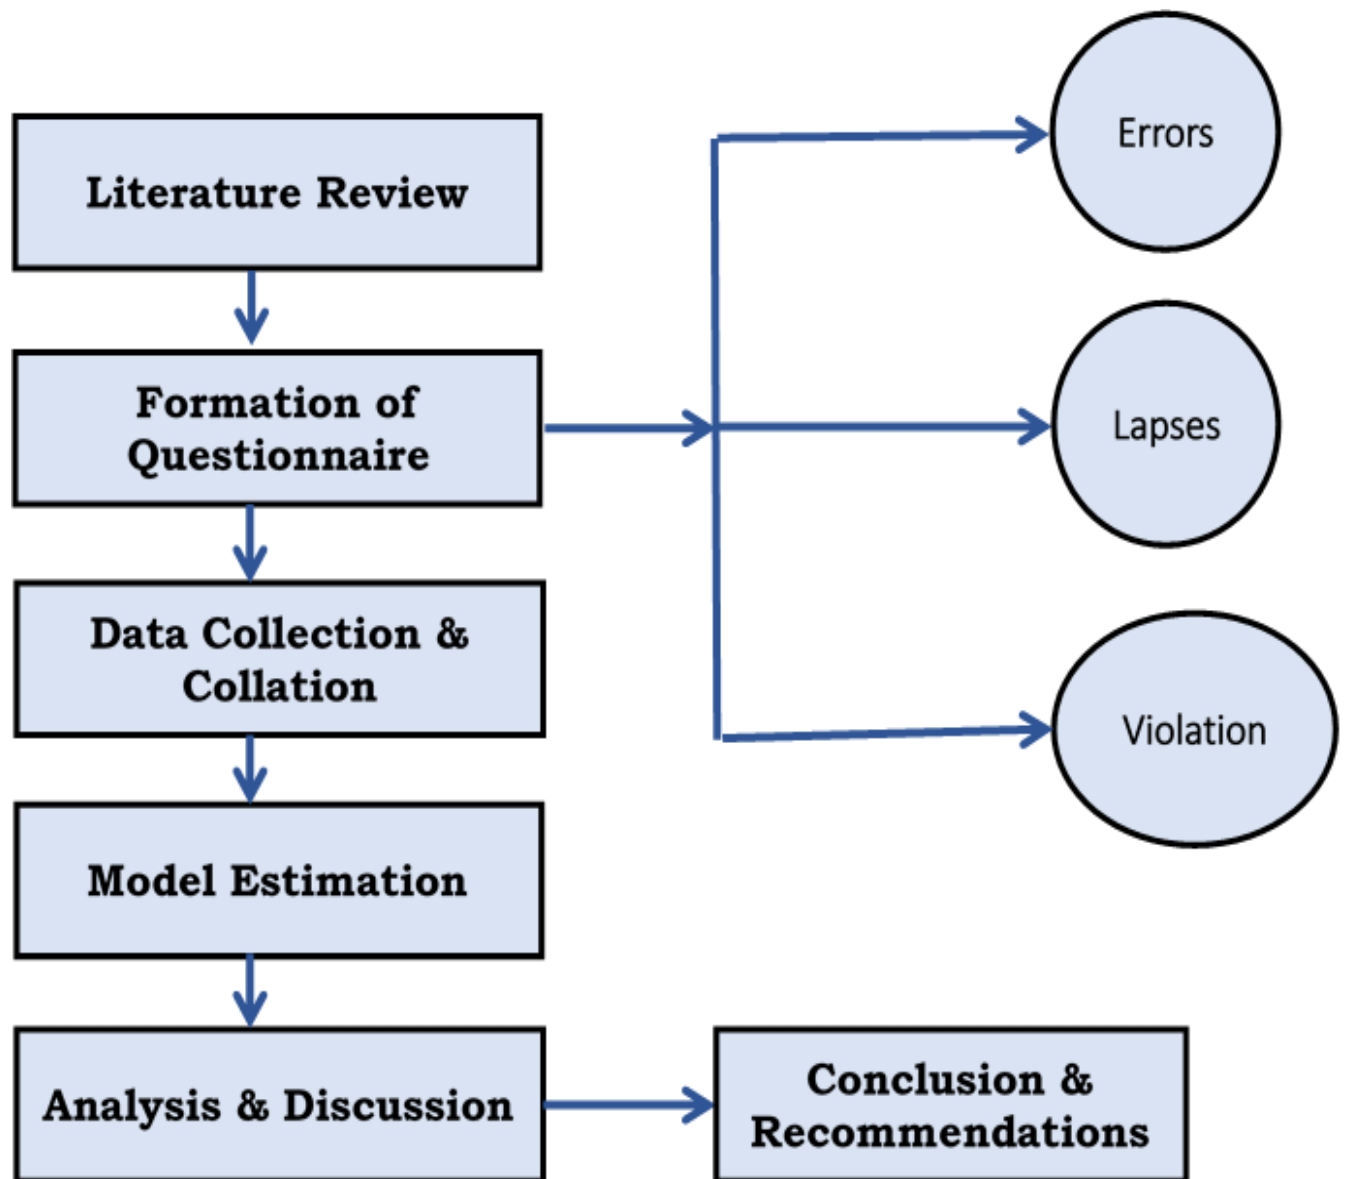 Literature Review
Formation of
Questionnaire
Data Collection &
Collation
Model Estimation
Analysis & Discussion
Conclusion &
Recommendations
Errors
Lapses
Violation